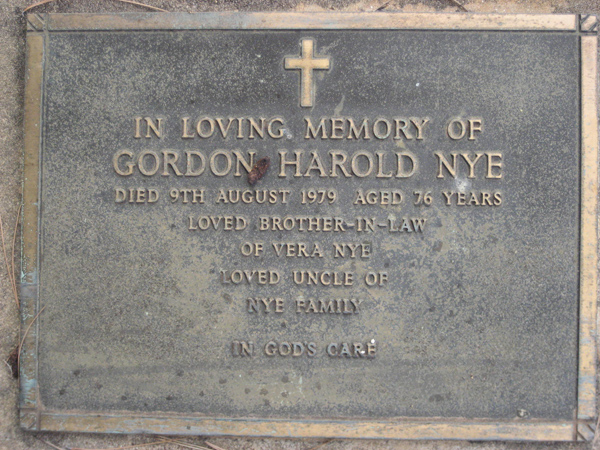 IN LOVING MEMORY OF
GORDON HAROLD NYE
DIED 9TH AUGUST 1979 AGED 76 YEARS
LOVED BROTHER-IN-LAW
OF VERA NYE
LOVED UNCLE OF
NYE FAMILY
IN GOD'S CARE